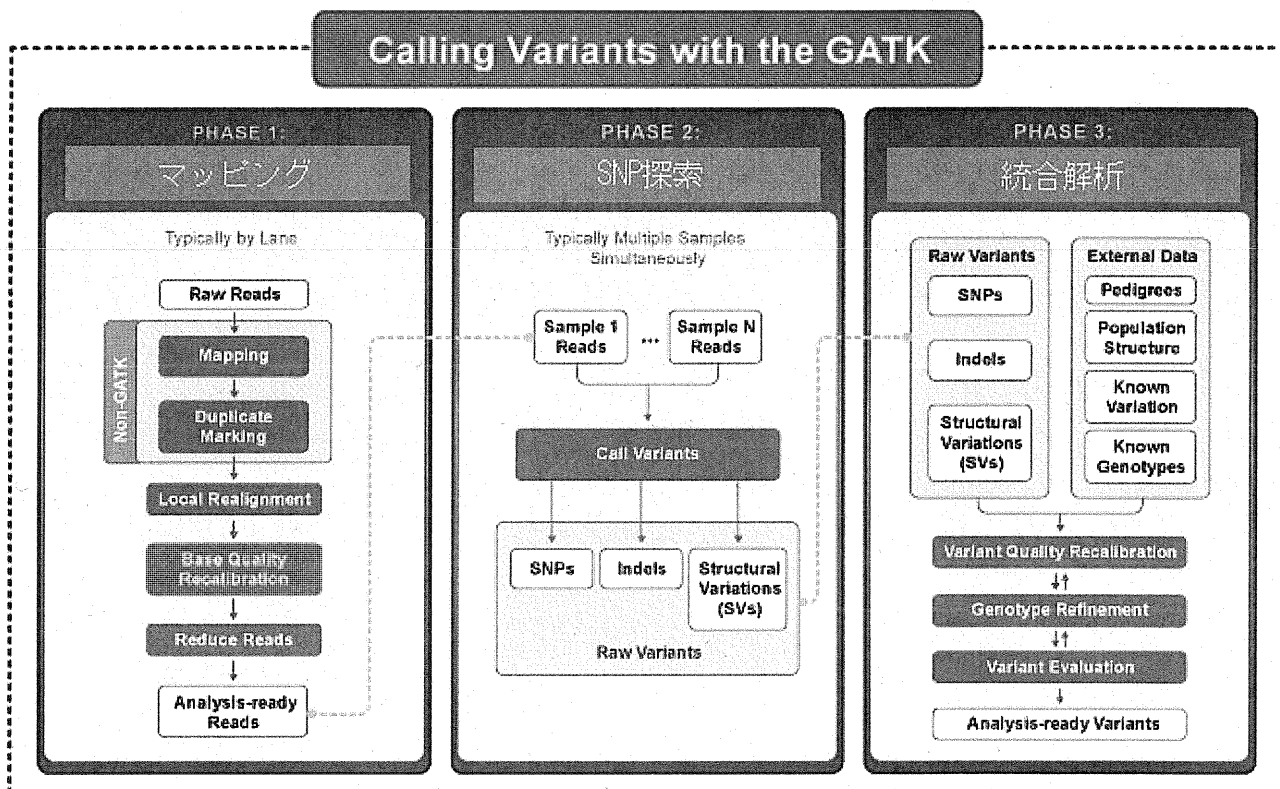 Calling Variants with the GATK
PHASE 1:
マッピング
Typically by Lane
Raw Reads
Non-GATK
Mapping
Duplicate
Marking
Local Realignment
Base Quality
Recalibration
Reduce Reads
Analysis-ready
Reads
PHASE 2:
SNP探索
Typically Multiple Samples
Simultaneously
Sample 1
Reads
...
Sample N
Reads
Call Variants
SNPs
Indels
Structural
Variations
(SVs)
Raw Variants
PHASE 3:
統合解析
Raw Variants
SNPs
Indels
Structural
Variations
(SVs)
External Data
Pedigrees
Population
Structure
Known
Variation
Known
Genotypes
Variant Quality Recalibration
Genotype Refinement
Variant Evaluation
Analysis-ready Variants